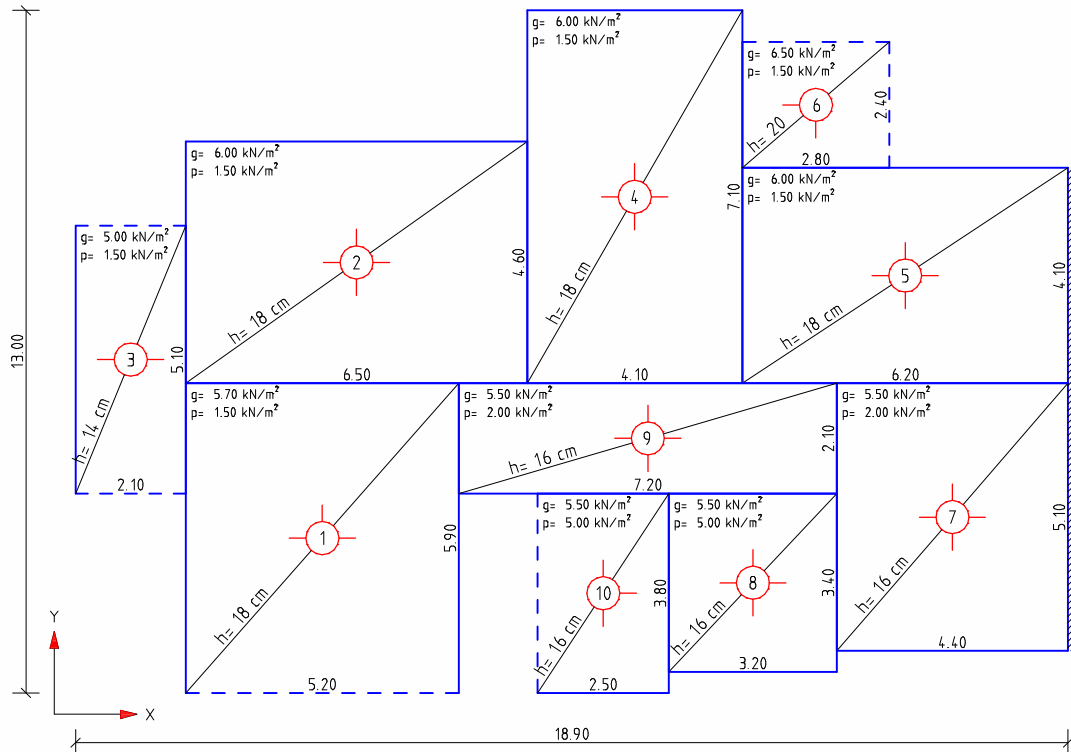 g= 6.00 kN/m²
p= 1.50 kN/m²
g= 6.50 kN/m²
p= 1.50 kN/m²
6
2.40
h= 20
2.80
g= 6.00 kN/m²
p= 1.50 kN/m²
2
4.60
h= 18 cm
6.50
4
7.10
h= 18 cm
4.10
g= 6.00 kN/m²
p= 1.50 kN/m²
5
4.10
h= 18 cm
6.20
g= 5.00 kN/m²
p= 1.50 kN/m²
3
5.10
h= 14 cm
2.10
13.00
g= 5.70 kN/m²
p= 1.50 kN/m²
1
5.90
h= 18 cm
5.20
g= 5.50 kN/m²
p= 2.00 kN/m²
9
2.10
h= 16 cm
7.20
g= 5.50 kN/m²
p= 2.00 kN/m²
7
5.10
h= 16 cm
4.40
g= 5.50 kN/m²
p= 5.00 kN/m²
10
3.80
h= 16 cm
2.50
g= 5.50 kN/m²
p= 5.00 kN/m²
8
3.40
h= 16 cm
3.20
Y
X
18.90